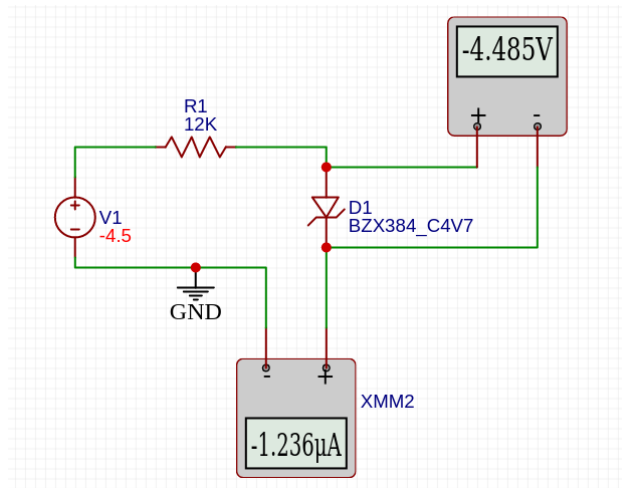 -4.485V
+ -
R1
12K
+
-
V1
-4.5
D1
BZX384_C4V7
GND
- +
XMM2
-1.236µA